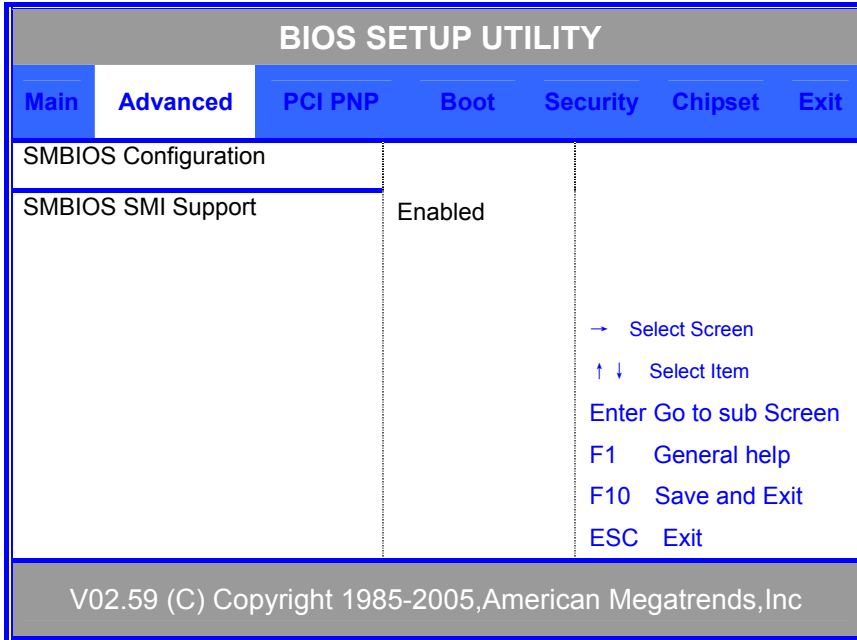 BIOS SETUP UTILITY
Main Advanced PCI PNP Boot Security Chipset Exit
SMBIOS Configuration
SMBIOS SMI Support Enabled
→ Select Screen
↑↓ Select Item
Enter Go to sub Screen
F1 General help
F10 Save and Exit
ESC Exit
V02.59 (C) Copyright 1985-2005,American Megatrends,Inc